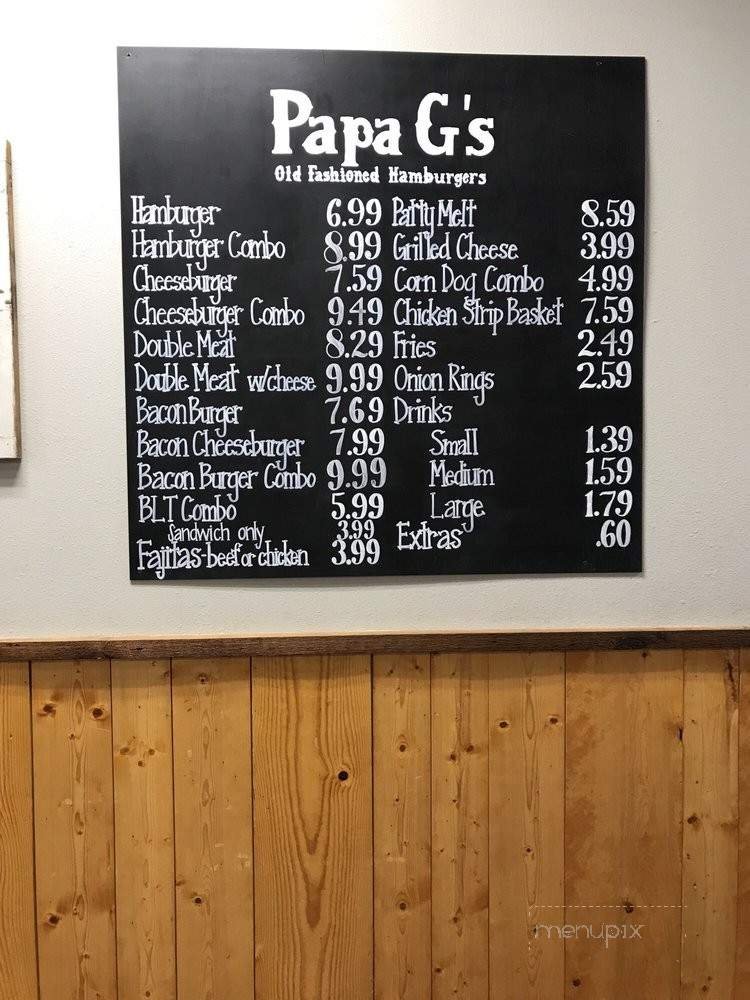 Papa G's
Old Fashioned Hamburgers
Hamburger 6.99
Hamburger Combo 8.99
Cheeseburger 7.59
Cheeseburger Combo 9.49
Double Meat 8.29
Double Meat w/cheese 9.99
Bacon Burger 7.69
Bacon Cheeseburger 7.99
Bacon Burger Combo 9.99
BLT Combo 5.99
Sandwich only 3.99
Fajitas-beef or chicken 3.99
Patty Melt 8.59
Grilled Cheese 3.99
Corn Dog Combo 4.99
Chicken Strip Basket 7.59
Fries 2.49
Onion Rings 2.59
Drinks
Small 1.39
Medium 1.59
Large 1.79
Extras .60
menupix